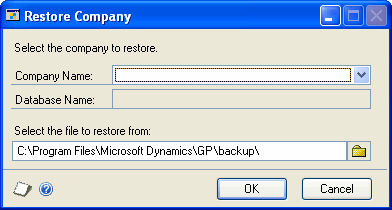 Restore Company
Select the company to restore.
Company Name:
Database Name:
Select the file to restore from:
C:\Program Files\Microsoft Dynamics\GP\backup\
OK
Cancel